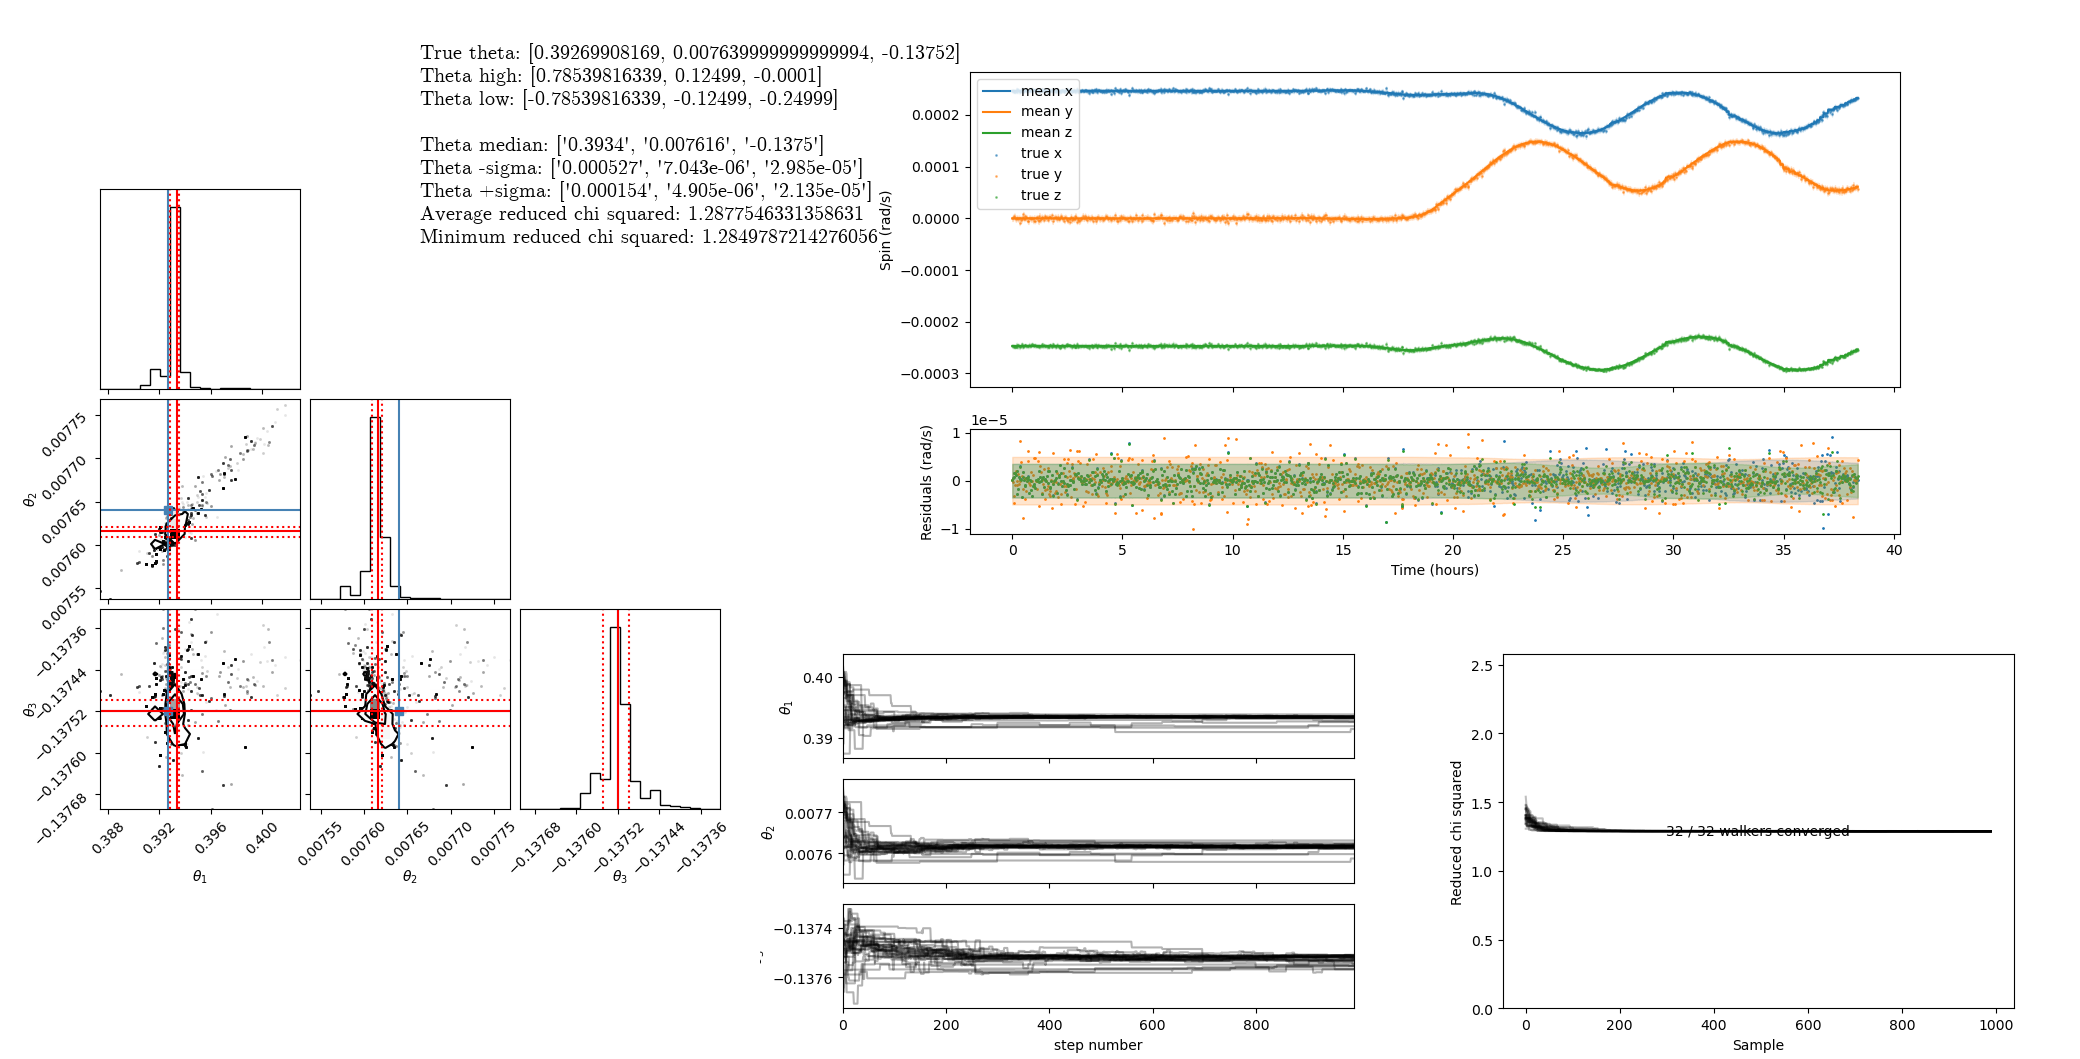 True theta: [0.39269908169, 0.007639999999999994, -0.13752]
Theta high: [0.78539816339, 0.12499, -0.0001]
Theta low: [-0.78539816339, -0.12499, -0.24999]
Theta median: ['0.3934', '0.007616', '-0.1375']
Theta -sigma: ['0.000527', '7.043e-06', '2.985e-05']
Theta +sigma: ['0.000154', '4.905e-06', '2.135e-05']
Average reduced chi squared: 1.2877546331358631
Minimum reduced chi squared: 1.2849787214276056
mean x
mean y
mean z
true x
true y
true z
0.0002
0.0001
0.0000
−0.0001
−0.0002
−0.0003
Spin (rad/s)
1e−5
1
0
−1
Residuals (rad/s)
0 5 10 15 20 25 30 35 40
Time (hours)
θ2
0.00775
0.00770
0.00765
0.00760
0.00755
θ3
−0.13736
−0.13744
−0.13752
−0.13760
−0.13768
0.388 0.392 0.396 0.400
θ1
0.00755 0.00760 0.00765 0.00770 0.00775
θ2
−0.13768 −0.13760 −0.13752 −0.13744 −0.13736
θ3
θ1
0.40
0.39
θ2
0.0077
0.0076
−0.1374
−0.1376
0 200 400 600 800
step number
Reduced chi squared
2.5
2.0
1.5
1.0
0.5
0.0
32 / 32 walkers converged
0 200 400 600 800 1000
Sample